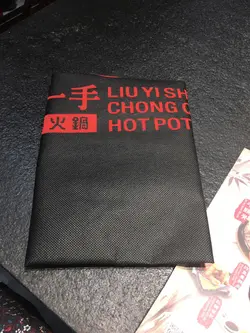 一手 LIU YI SH
CHONG
火鍋 HOT POT